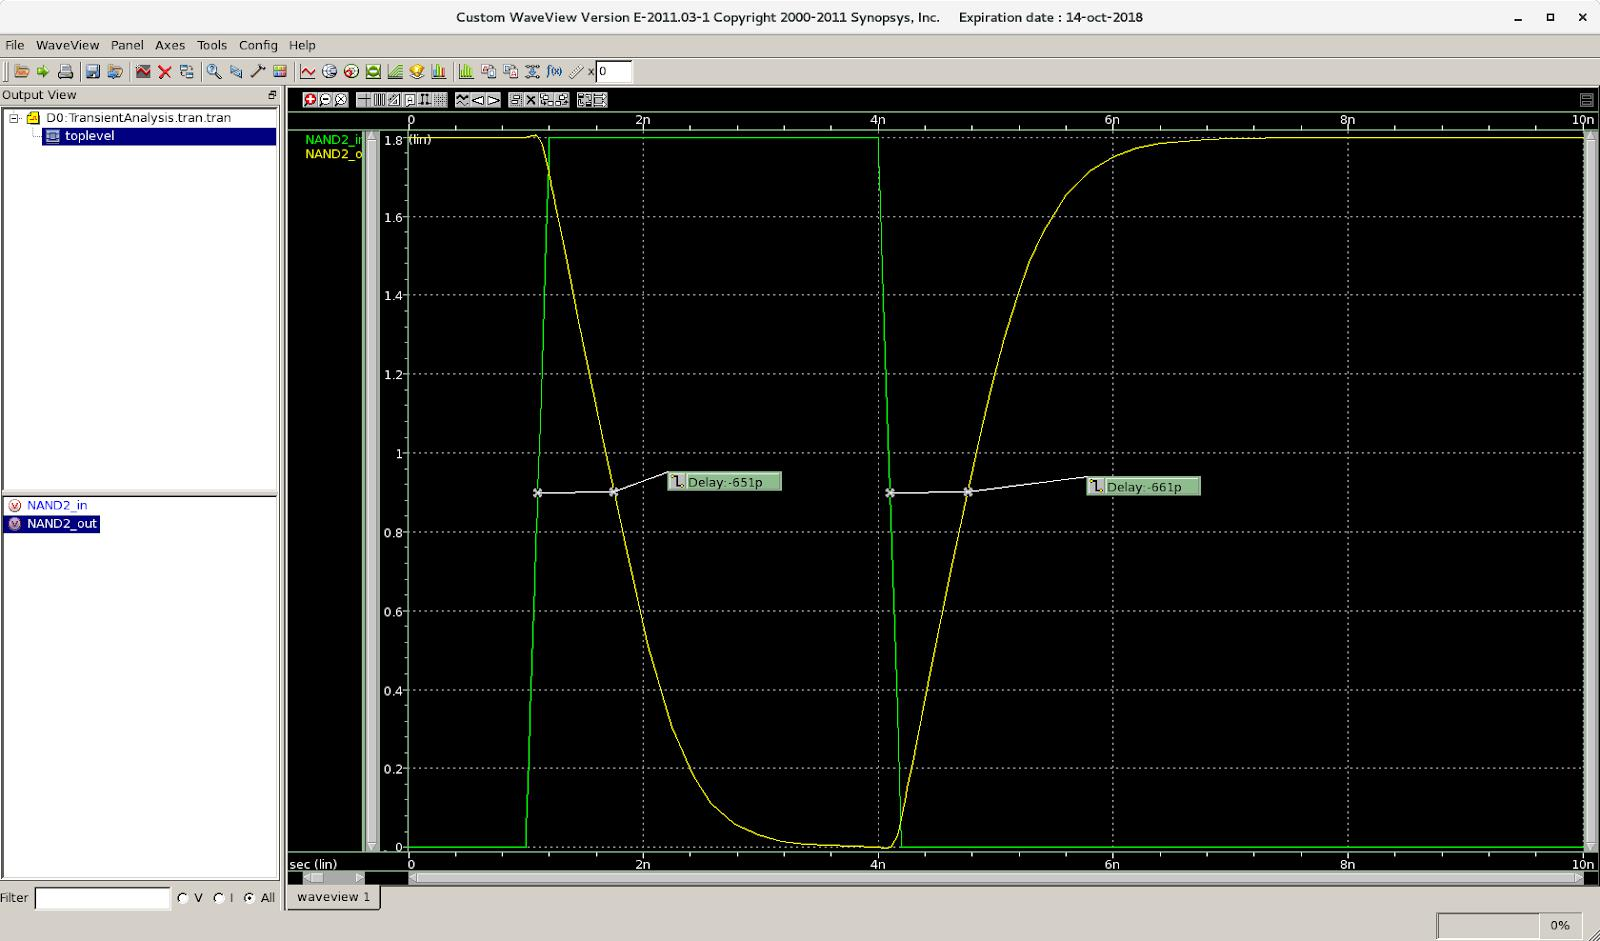 Custom WaveView Version E-2011.03-1 Copyright 2000-2011 Synopsys, Inc. Expiration date : 14-oct-2018
File WaveView Panel Axes Tools Config Help
f(x) x 0
Output View
D0:TransientAnalysis.tran.tran
toplevel
NAND2_in
NAND2_out
Filter V I All
0 2n 4n 6n 8n 10n
NAND2_i
NAND2_o
(lin)
1.8
1.6
1.4
1.2
1
0.8
0.6
0.4
0.2
0
Delay:-651p
Delay:-661p
sec (lin) 0 2n 4n 6n 8n 10n
waveview 1
0%